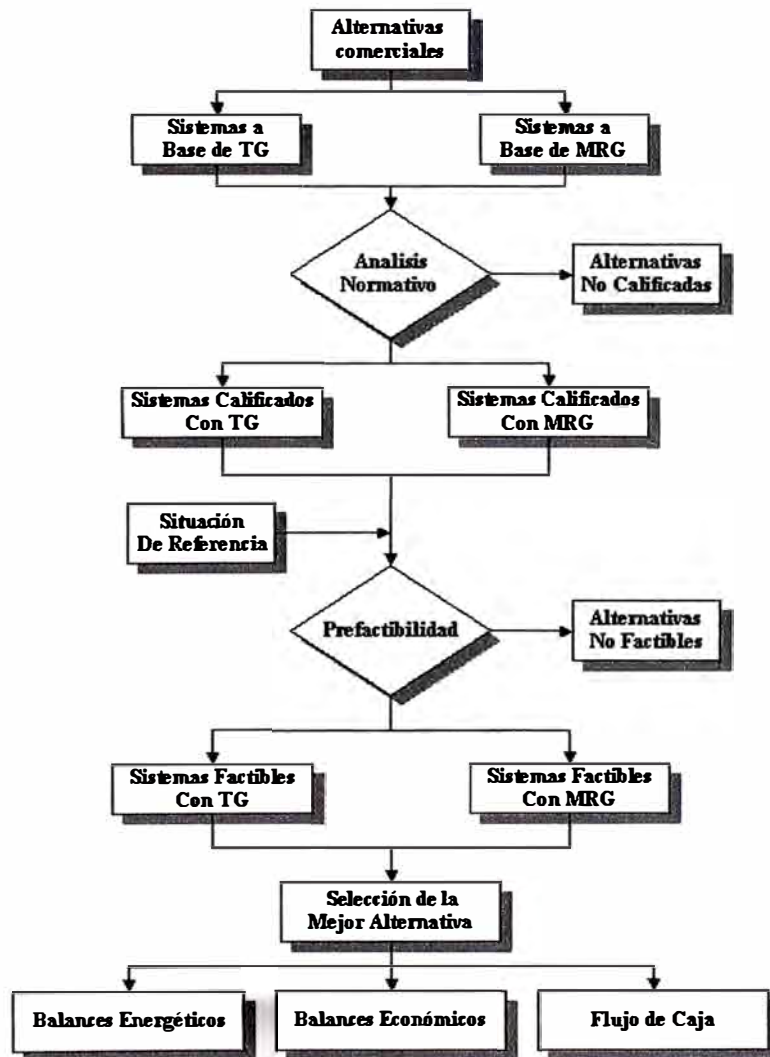 Alternativas
comerciales
Sistemas a
Base de TG
Sistemas a
Base de MRG
Analisis
Normativo
Alternativas
No Calificadas
Sistemas Calificados
Con TG
Sistemas Calificados
Con MRG
Situación
De Referencia
Prefactibilidad
Alternativas
No Factibles
Sistemas Factibles
Con TG
Sistemas Factibles
Con MRG
Selección de la
Mejor Alternativa
Balances Energéticos
Balances Económicos
Flujo de Caja